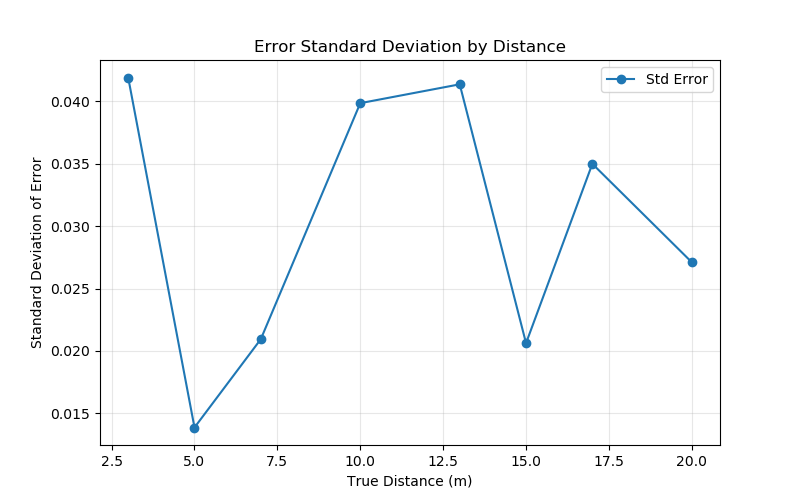 Error Standard Deviation by Distance
Std Error
Standard Deviation of Error
0.040
0.035
0.030
0.025
0.020
0.015
2.5 5.0 7.5 10.0 12.5 15.0 17.5 20.0
True Distance (m)